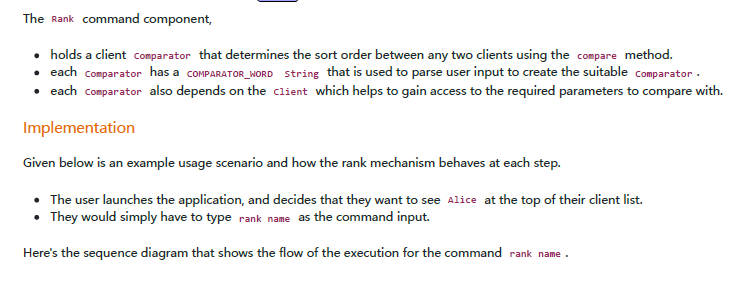 The Rank command component,
holds a client Comparator that determines the sort order between any two clients using the compare method.
each Comparator has a COMPARATOR_WORD String that is used to parse user input to create the suitable Comparator .
each Comparator also depends on the Client which helps to gain access to the required parameters to compare with.
Implementation
Given below is an example usage scenario and how the rank mechanism behaves at each step.
The user launches the application, and decides that they want to see Alice at the top of their client list.
They would simply have to type rank name as the command input.
Here's the sequence diagram that shows the flow of the execution for the command rank name .